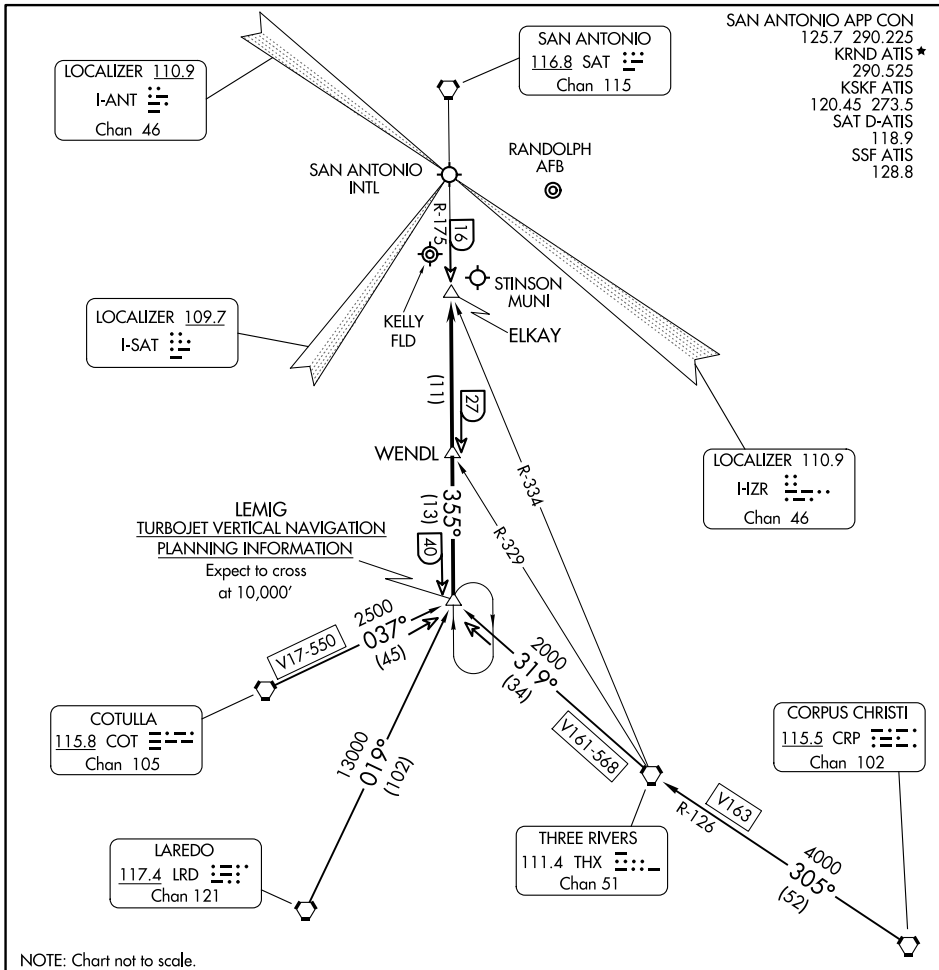 SAN ANTONIO APP CON
125.7 290.225
KRND ATIS ★
290.525
KSKF ATIS
120.45 273.5
SAT D-ATIS
118.9
SSF ATIS
128.8
SAN ANTONIO
116.8 SAT
Chan 115
LOCALIZER 110.9
I-ANT
Chan 46
RANDOLPH
AFB
SAN ANTONIO
INTL
R-175
16
STINSON
MUNI
KELLY
FLD
ELKAY
LOCALIZER 109.7
I-SAT
(11)
27
WENDL
R-334
R-329
LOCALIZER 110.9
I-IZR
Chan 46
355°
(13)
40
LEMIG
TURBOJET VERTICAL NAVIGATION
PLANNING INFORMATION
Expect to cross
at 10,000'
V17-550
2500
037°
(45)
2000
319°
(34)
V161-568
COTULLA
115.8 COT
Chan 105
13000
019°
(102)
CORPUS CHRISTI
115.5 CRP
Chan 102
V163
R-126
4000
305°
(52)
THREE RIVERS
111.4 THX
Chan 51
LAREDO
117.4 LRD
Chan 121
NOTE: Chart not to scale.